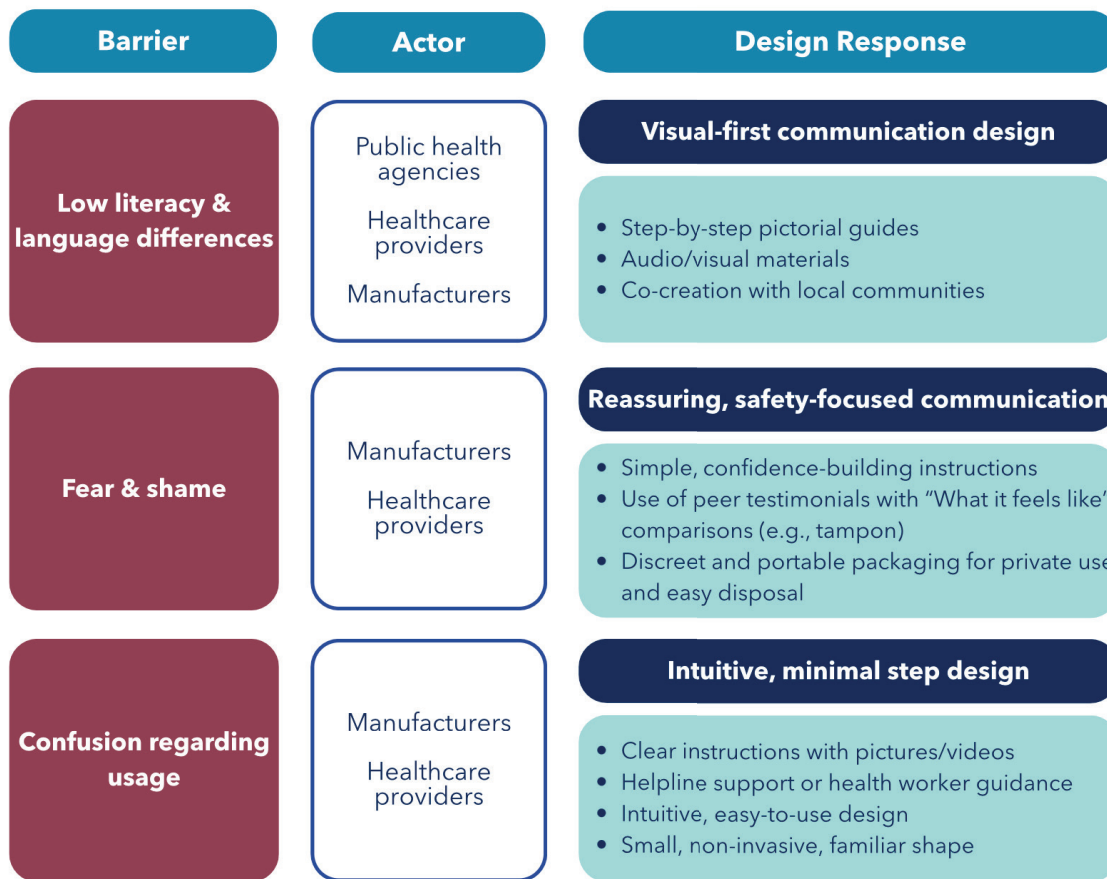 Barrier
Actor
Design Response
Low literacy &
language differences
Public health
agencies
Healthcare
providers
Manufacturers
Visual-first communication design
• Step-by-step pictorial guides
• Audio/visual materials
• Co-creation with local communities
Fear & shame
Manufacturers
Healthcare
providers
Reassuring, safety-focused communication
• Simple, confidence-building instructions
• Use of peer testimonials with “What it feels like”
comparisons (e.g., tampon)
• Discreet and portable packaging for private use
and easy disposal
Confusion regarding
usage
Manufacturers
Healthcare
providers
Intuitive, minimal step design
• Clear instructions with pictures/videos
• Helpline support or health worker guidance
• Intuitive, easy-to-use design
• Small, non-invasive, familiar shape